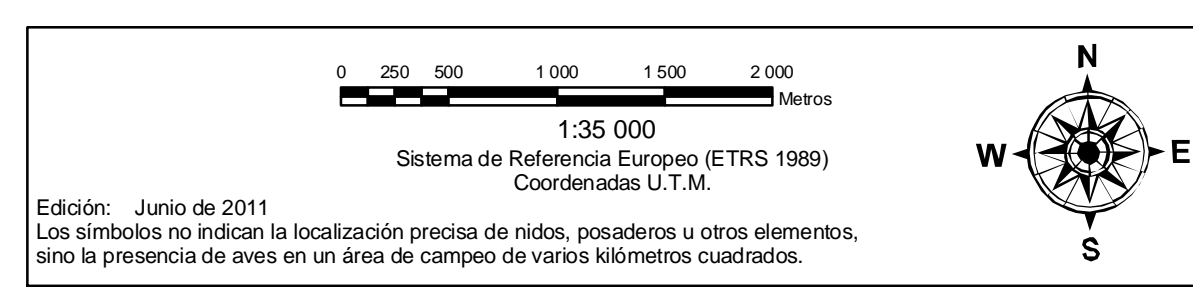 0 250 500 1 000 1 500 2 000
Metros
1:35 000
Sistema de Referencia Europeo (ETRS 1989)
Coordenadas U.T.M.
Edición: Junio de 2011
Los símbolos no indican la localización precisa de nidos, posaderos u otros elementos,
sino la presencia de aves en un área de campeo de varios kilómetros cuadrados.
N
W E
S